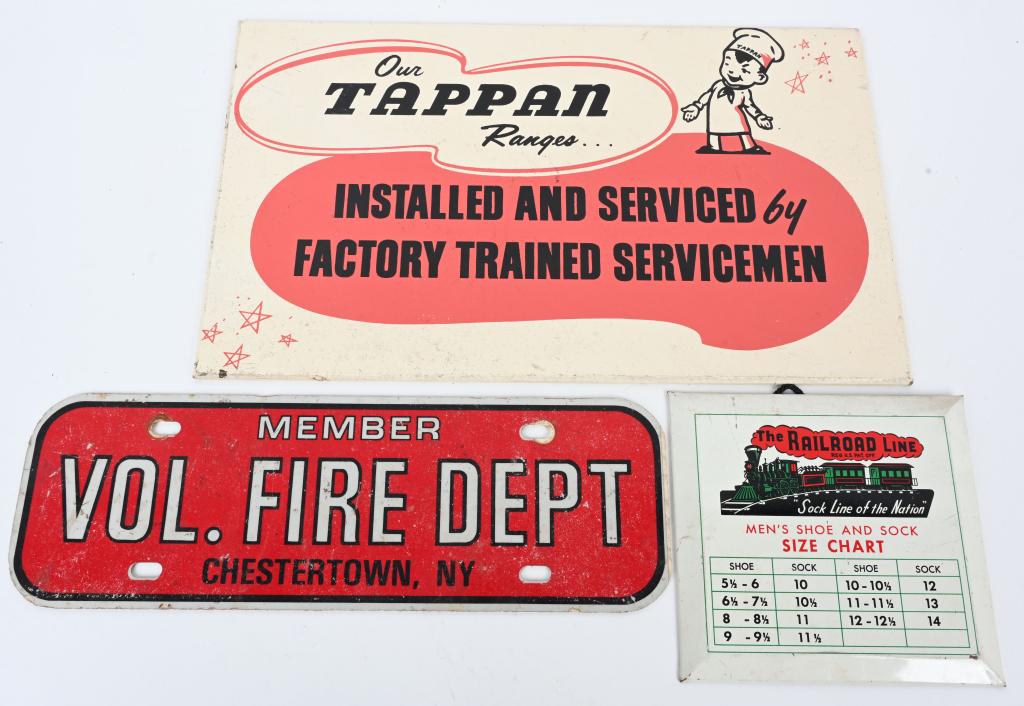 Our
TAPPAN
Ranges...
TAPPAN
INSTALLED AND SERVICED by
FACTORY TRAINED SERVICEMEN
MEMBER
VOL. FIRE DEPT
CHESTERTOWN, NY
The RAILROAD LINE
REG. U.S. PAT. OFF.
"Sock Line of the Nation"
MEN'S SHOE AND SOCK
SIZE CHART
SHOE SOCK SHOE SOCK
5½ - 6 10 10 - 10½ 12
6½ - 7½ 10½ 11 - 11½ 13
8 - 8½ 11 12 - 12½ 14
9 - 9½ 11½